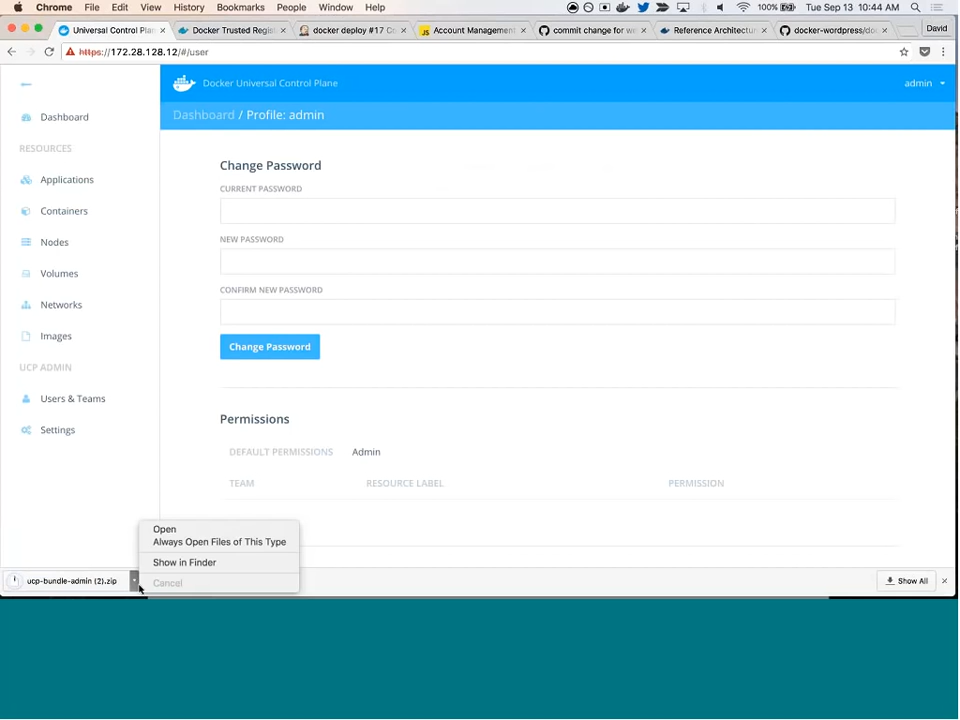 Chrome File Edit View History Bookmarks People Window Help 100% Tue Sep 13 10:44 AM
Universal Control Plan × Docker Trusted Regis × docker deploy #17 Co × Account Management × commit change for we × Reference Architectur × docker-wordpress/doc × David
https://172.28.128.12/#/user
←
Docker Universal Control Plane admin
Dashboard / Profile: admin
Dashboard
RESOURCES
Applications
Containers
Nodes
Volumes
Networks
Images
UCP ADMIN
Users & Teams
Settings
Change Password
CURRENT PASSWORD
NEW PASSWORD
CONFIRM NEW PASSWORD
Change Password
Permissions
DEFAULT PERMISSIONS Admin
TEAM RESOURCE LABEL PERMISSION
Open
Always Open Files of This Type
Show in Finder
Cancel
ucp-bundle-admin (2).zip
Show All ×